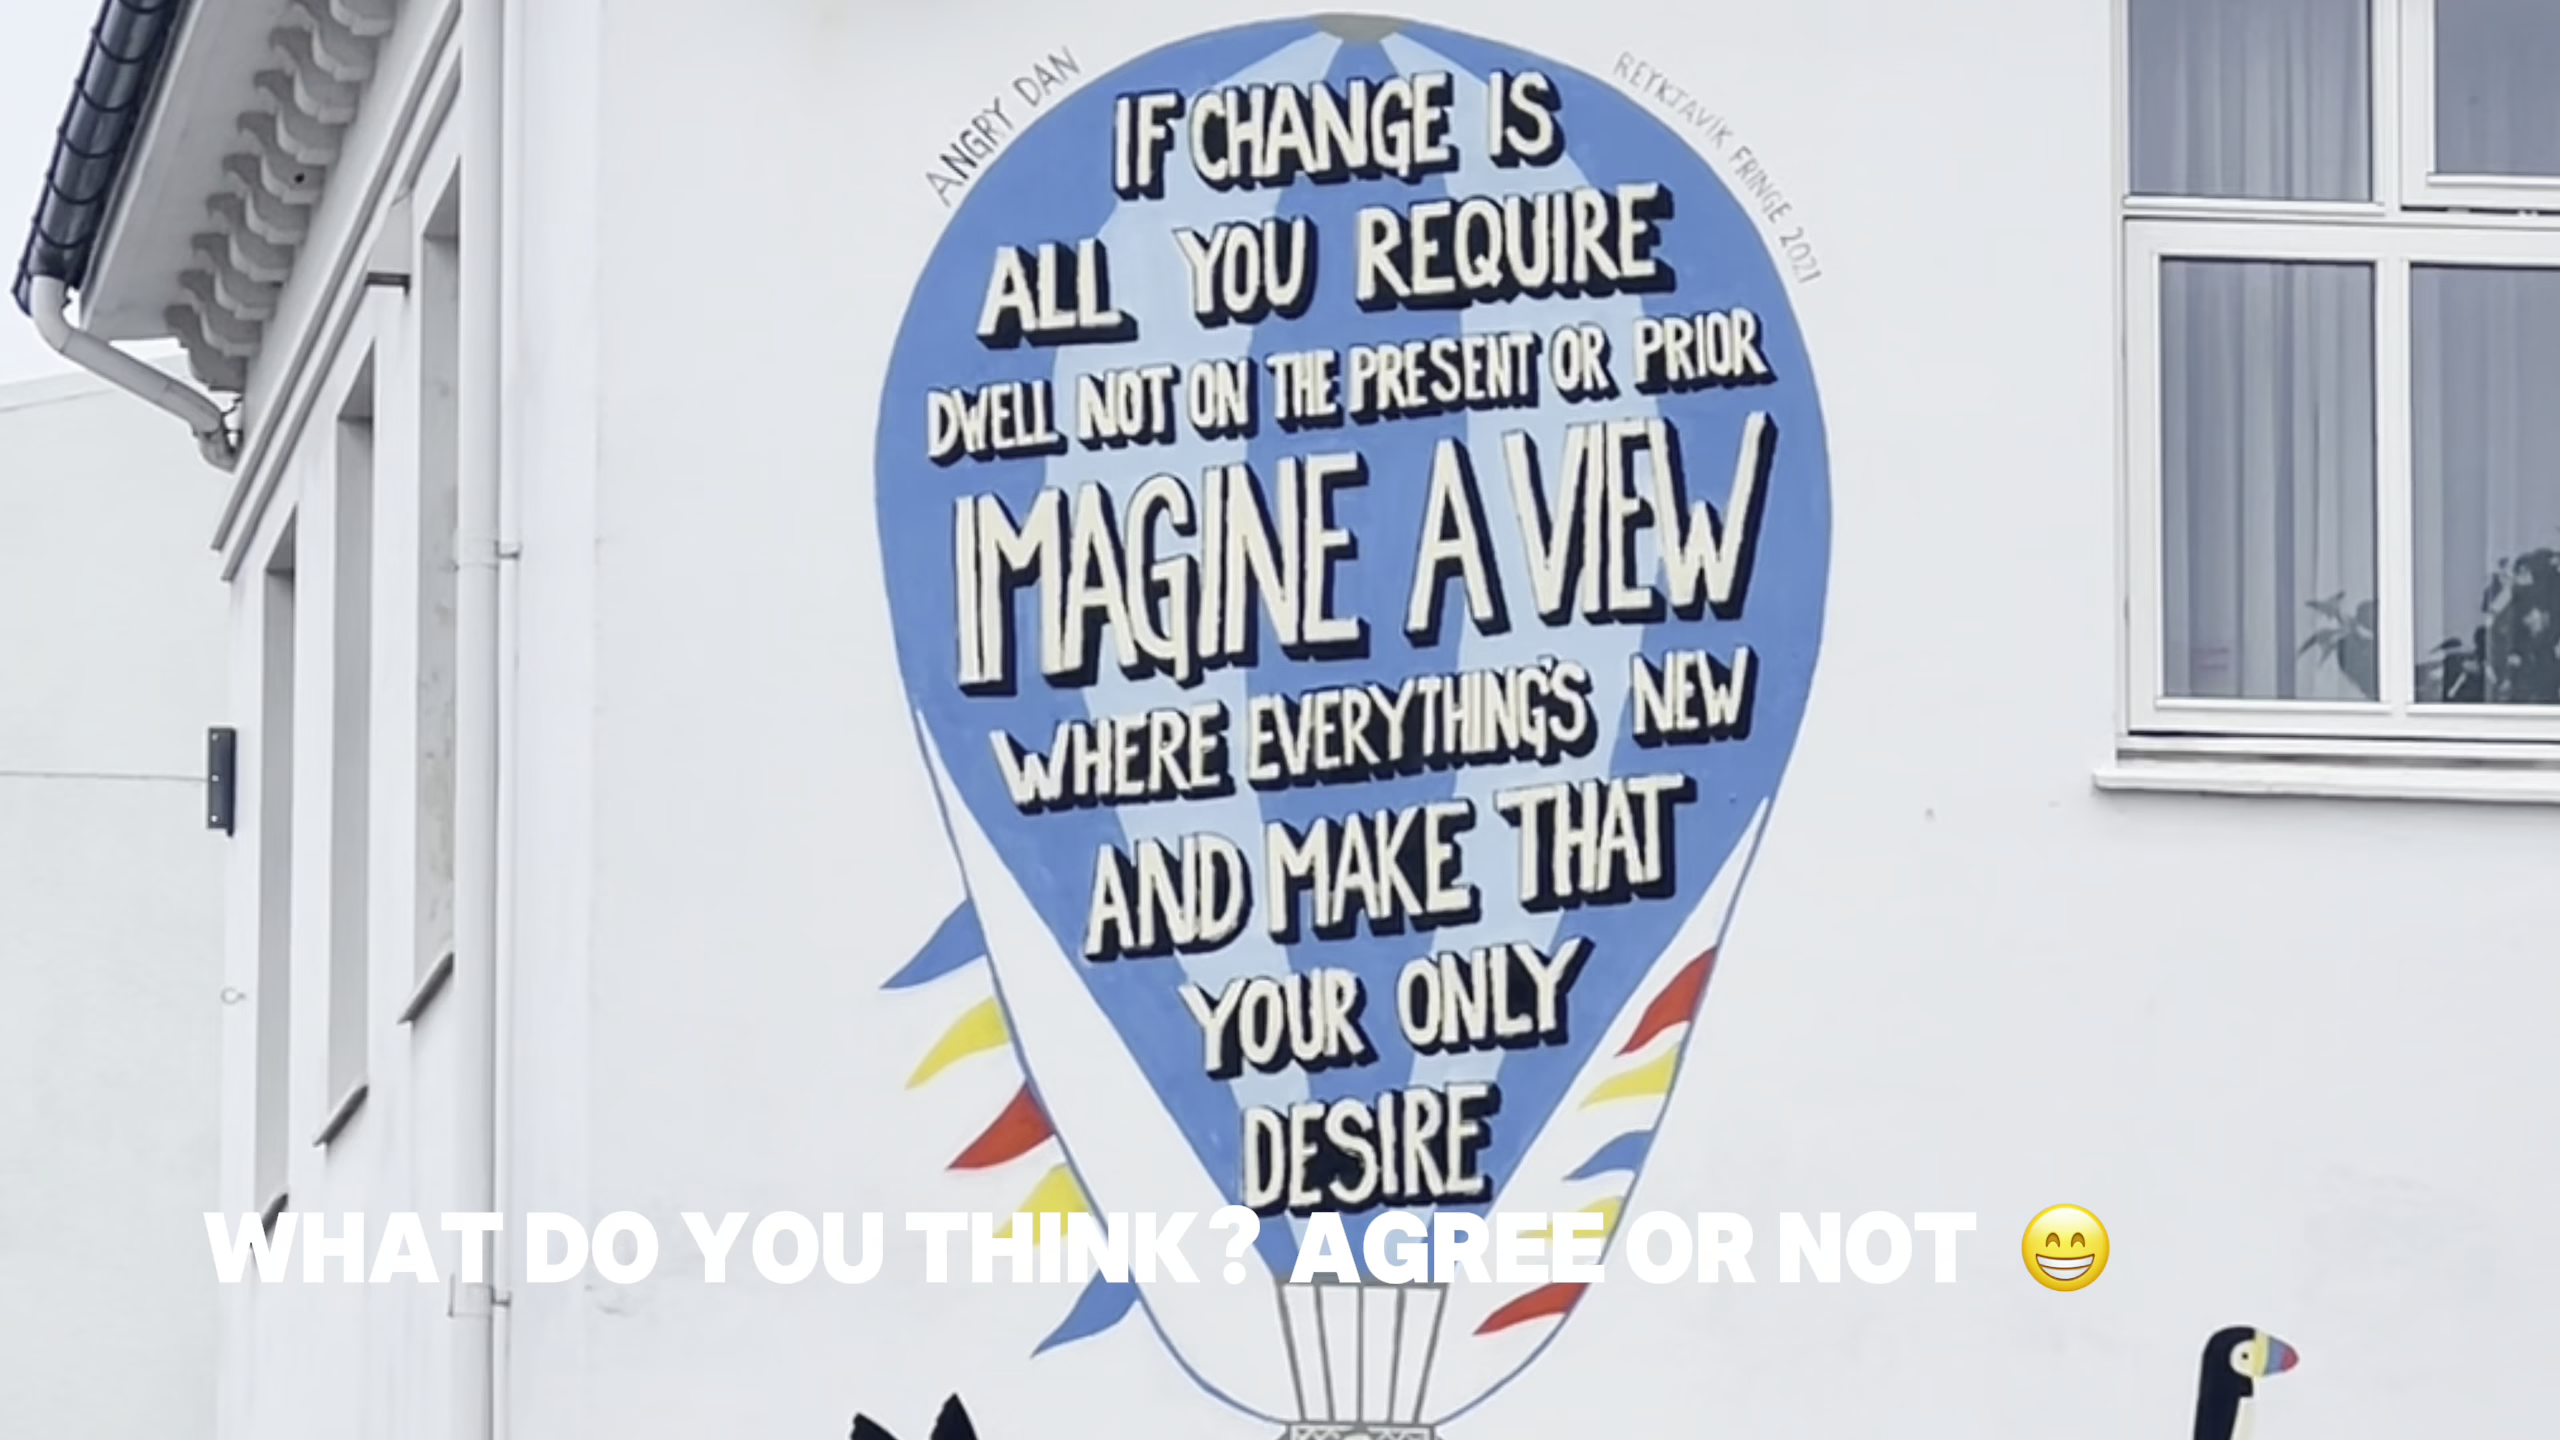 ANGRY DAN
REYKJAVÍK FRINGE 2021
IF CHANGE IS
ALL YOU REQUIRE
DWELL NOT ON THE PRESENT OR PRIOR
IMAGINE A VIEW
WHERE EVERYTHING'S NEW
AND MAKE THAT
YOUR ONLY
DESIRE
WHAT DO YOU THINK? AGREE OR NOT 😁